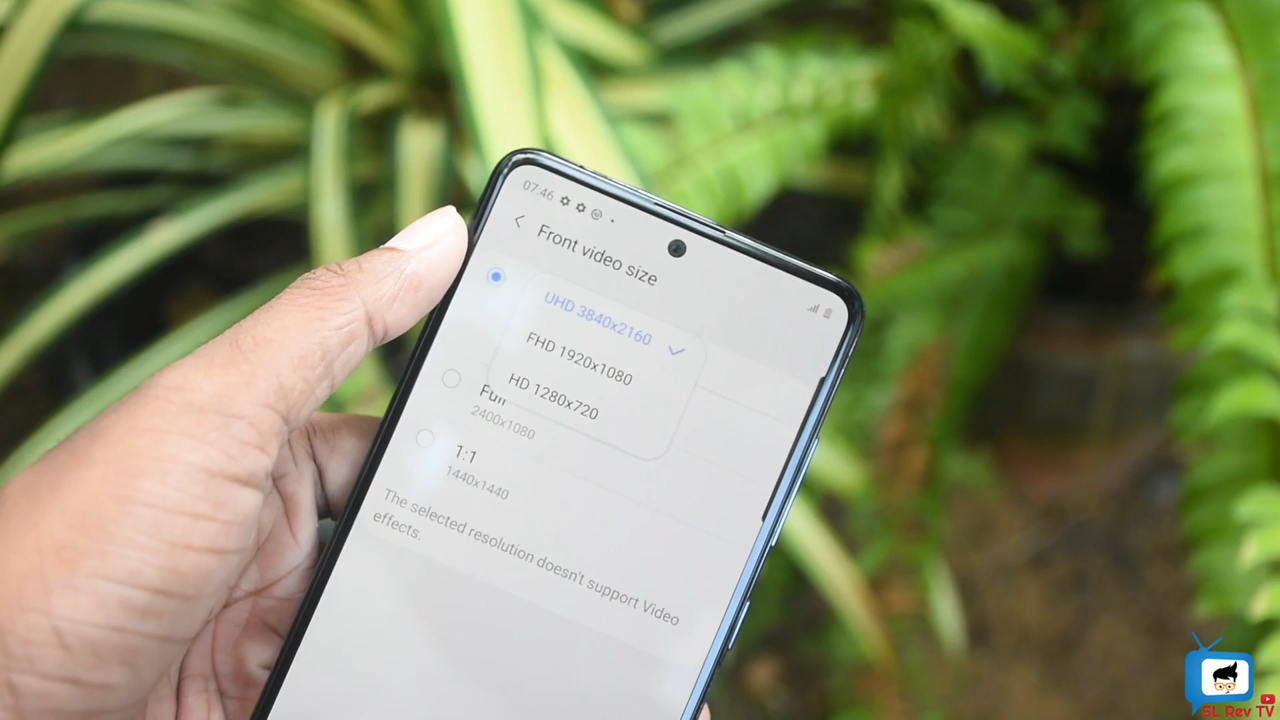 07:46
Front video size
UHD 3840x2160
FHD 1920x1080
HD 1280x720
Full
2400x1080
1:1
1440x1440
The selected resolution doesn't support Video
effects.
SL Rev TV